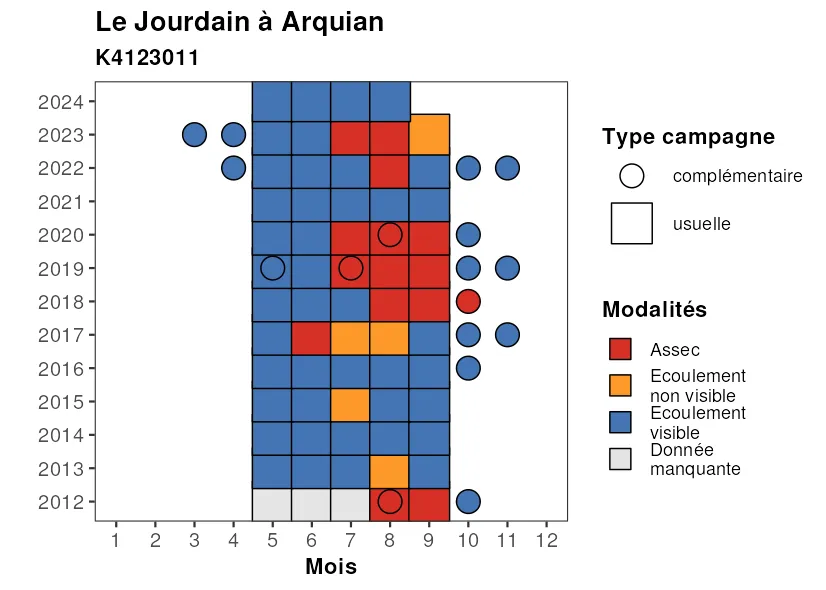 Le Jourdain à Arquian
K4123011
2024
2023
2022
2021
2020
2019
2018
2017
2016
2015
2014
2013
2012
1 2 3 4 5 6 7 8 9 10 11 12
Mois
Type campagne
complémentaire
usuelle
Modalités
Assec
Ecoulement
non visible
Ecoulement
visible
Donnée
manquante